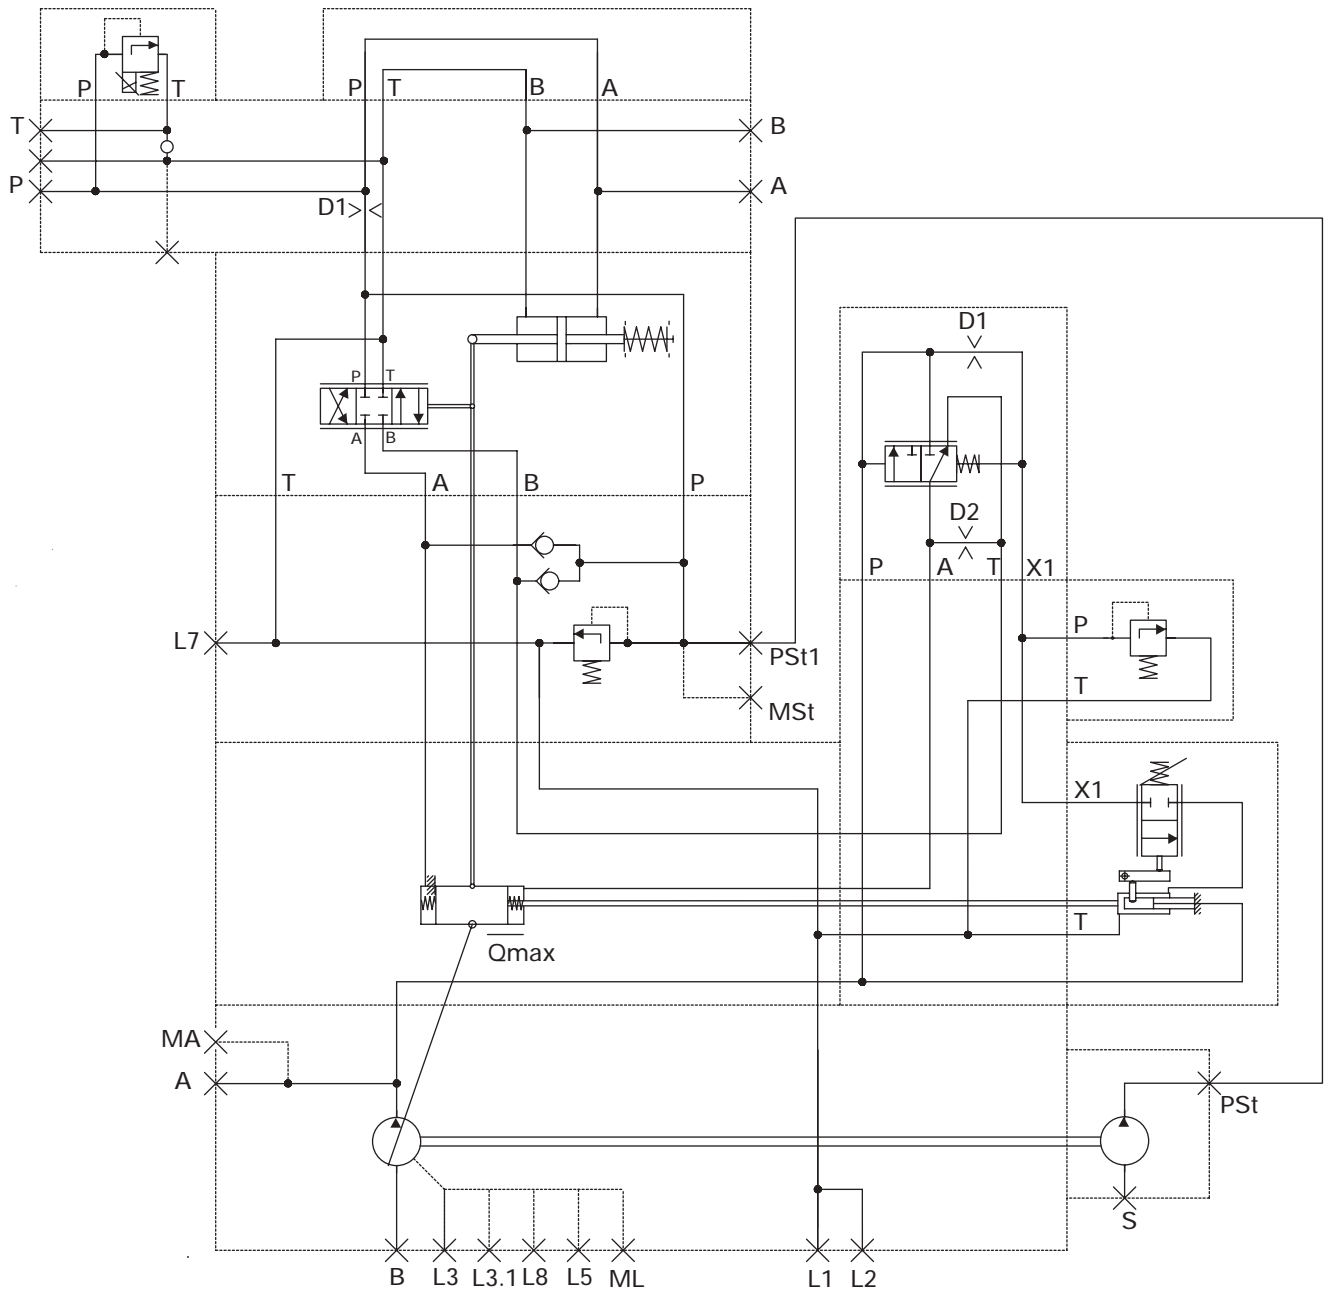 P T P T B A
T B
P A
D1
D1
P T
A B
T A B P
D2
P A T X1
P
L7
PSt1
T
MSt
X1
T
Qmax
MA
A
PSt
S
B L3 L3.1 L8 L5 ML L1 L2